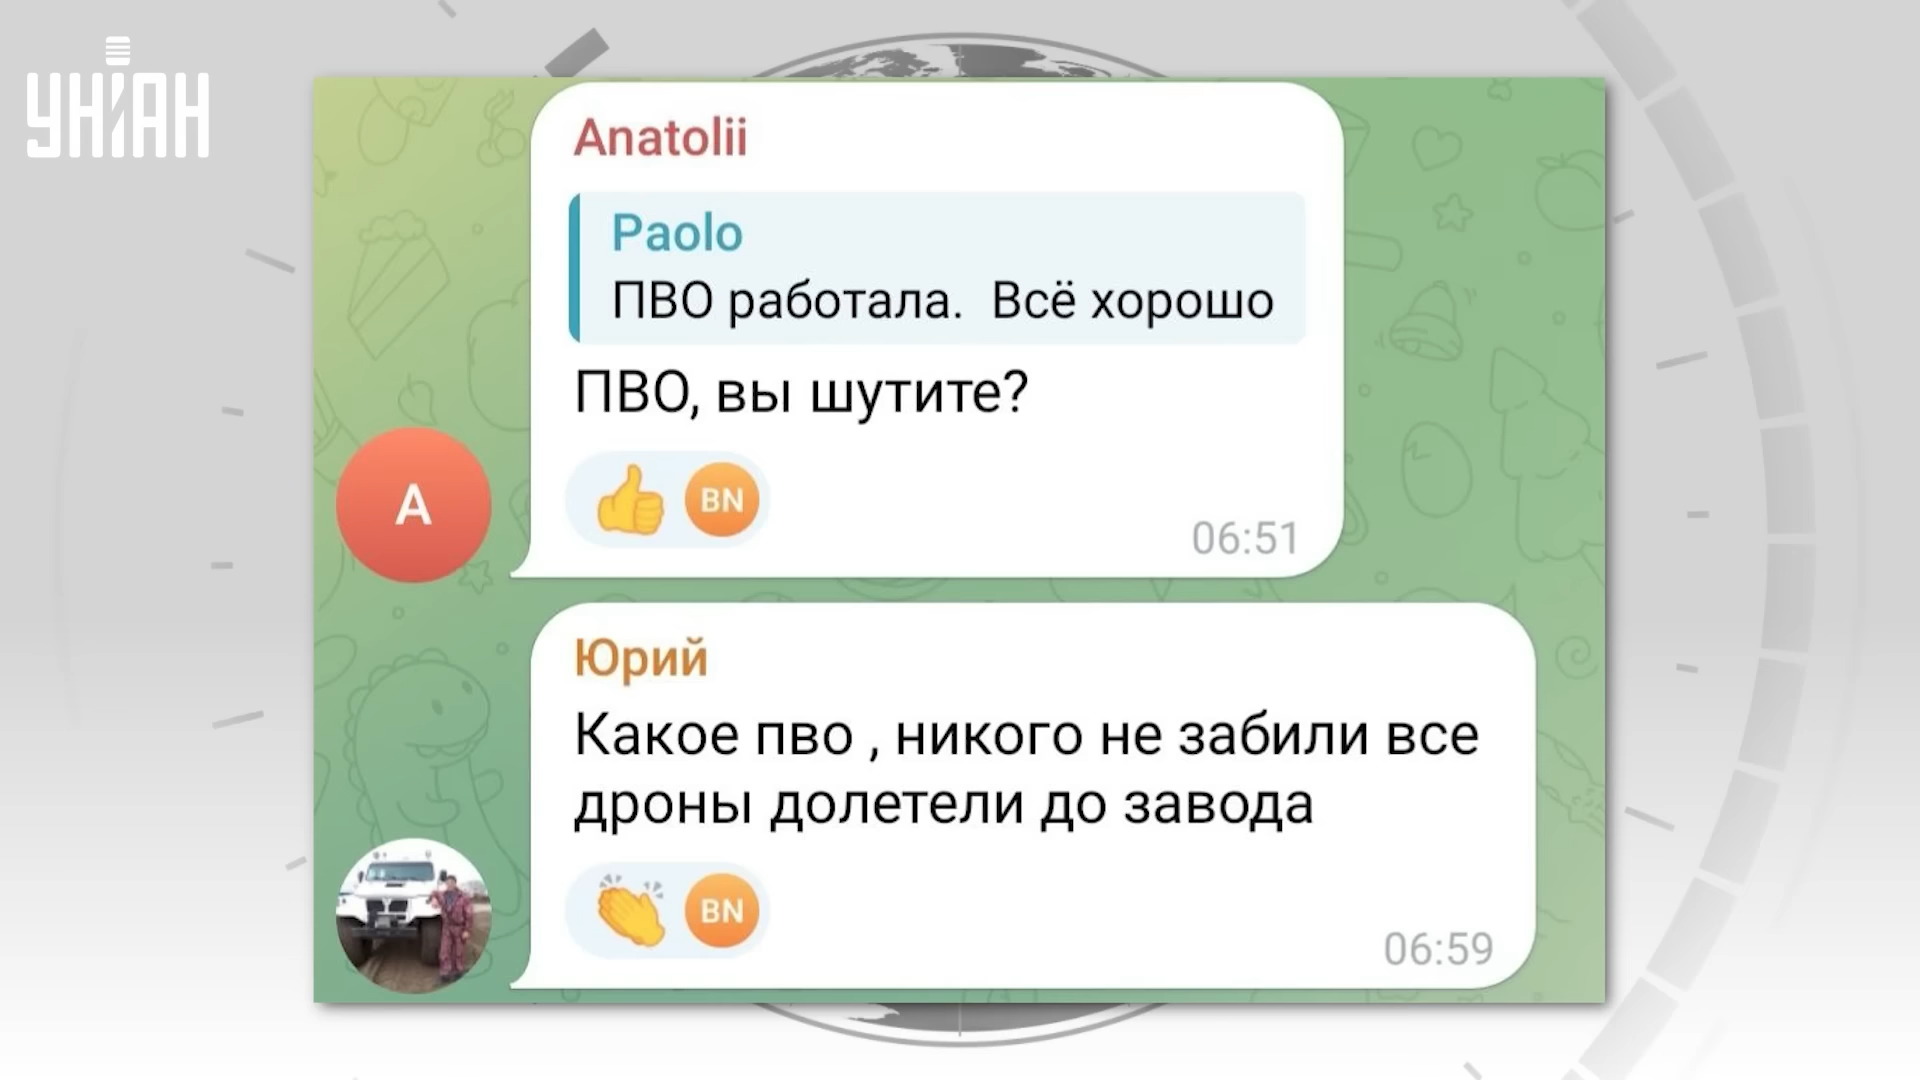 УНІАН
Anatolii
Paolo
ПВО работала.  Всё хорошо
ПВО, вы шутите?
BN
06:51
A
Юрий
Какое пво , никого не забили все
дроны долетели до завода
BN
06:59